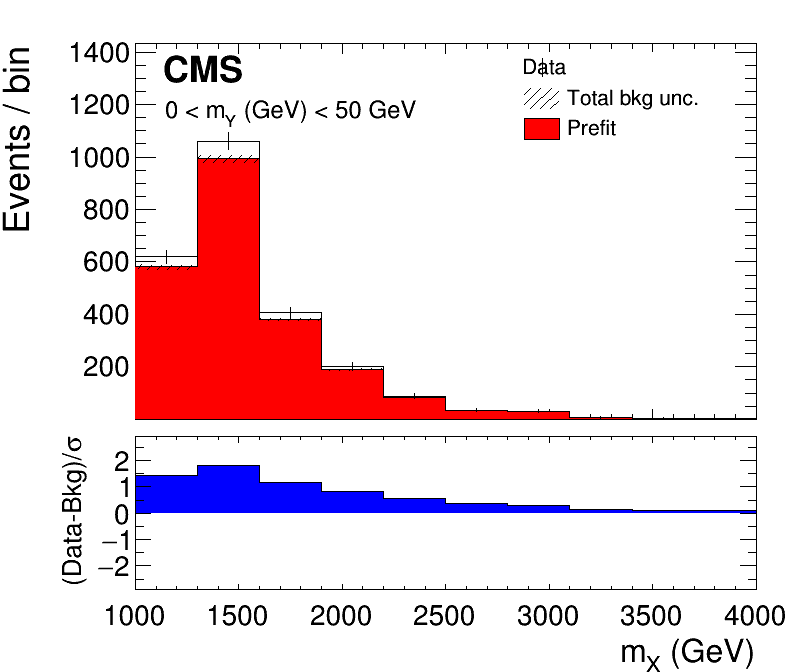 Events / bin
1400
1200
1000
800
600
400
200
CMS
0 < mY (GeV) < 50 GeV
Data
Total bkg unc.
Prefit
(Data-Bkg)/σ
2
1
0
−1
−2
1000 1500 2000 2500 3000 3500 4000
mX (GeV)